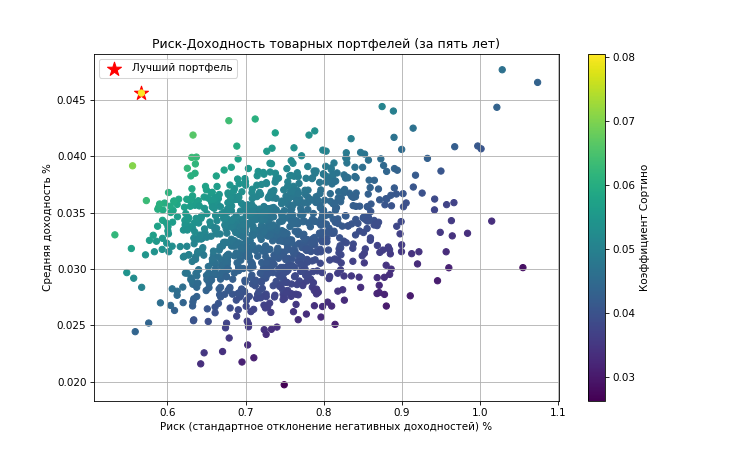 Риск-Доходность товарных портфелей (за пять лет)
Лучший портфель
Средняя доходность %
0.045
0.040
0.035
0.030
0.025
0.020
0.6 0.7 0.8 0.9 1.0 1.1
Риск (стандартное отклонение негативных доходностей) %
0.08
0.07
0.06
0.05
0.04
0.03
Коэффициент Сортино